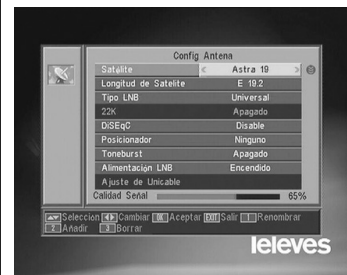 Config Antena
Satélite < Astra 19 >
Longitud de Satelite E 19.2
Tipo LNB Universal
22K Apagado
DiSEqC Disable
Posicionador Ninguno
Toneburst Apagado
Alimentación LNB Encendido
Ajuste de Unicable
Calidad Señal 65%
Seleccion Cambiar OK Aceptar EXIT Salir 1 Renombrar
2 Añadir 3 Borrar
televes